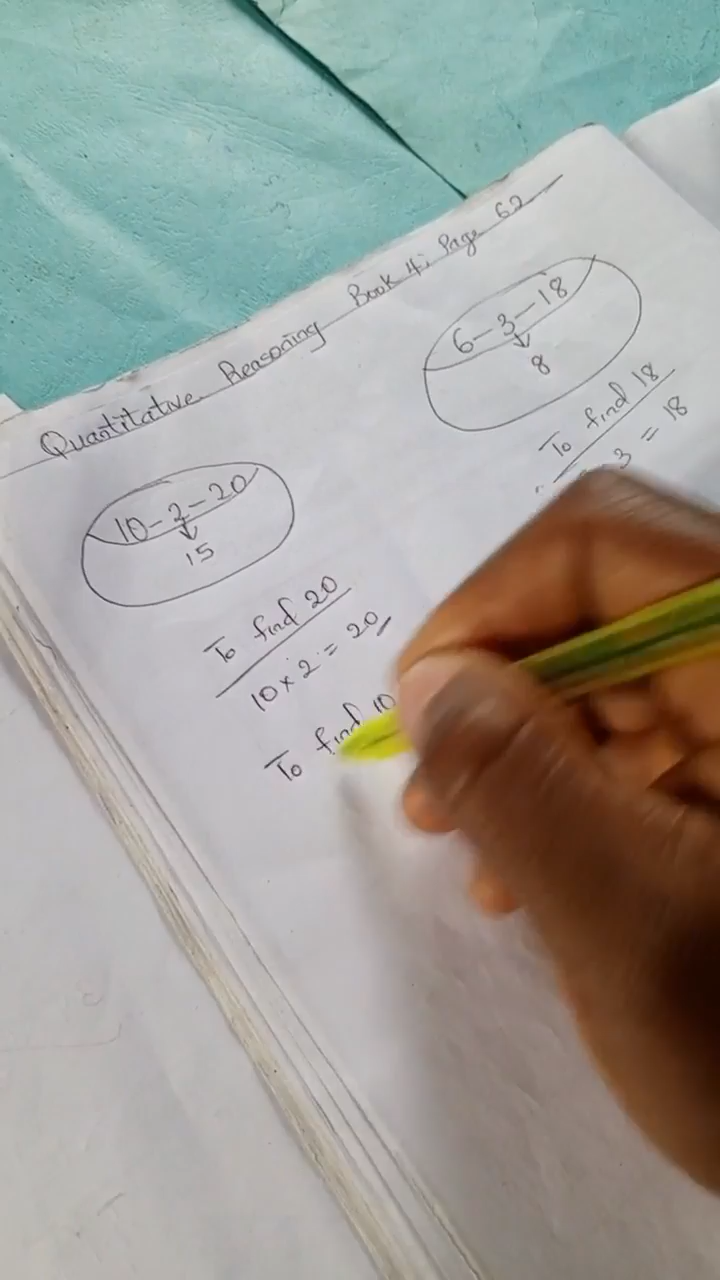 Quantitative Reasoning Book 4; Page 62
10-2-20
15
To find 20
10 × 2 = 20
To find 10
6-3-18
8
To find 18
3 = 18